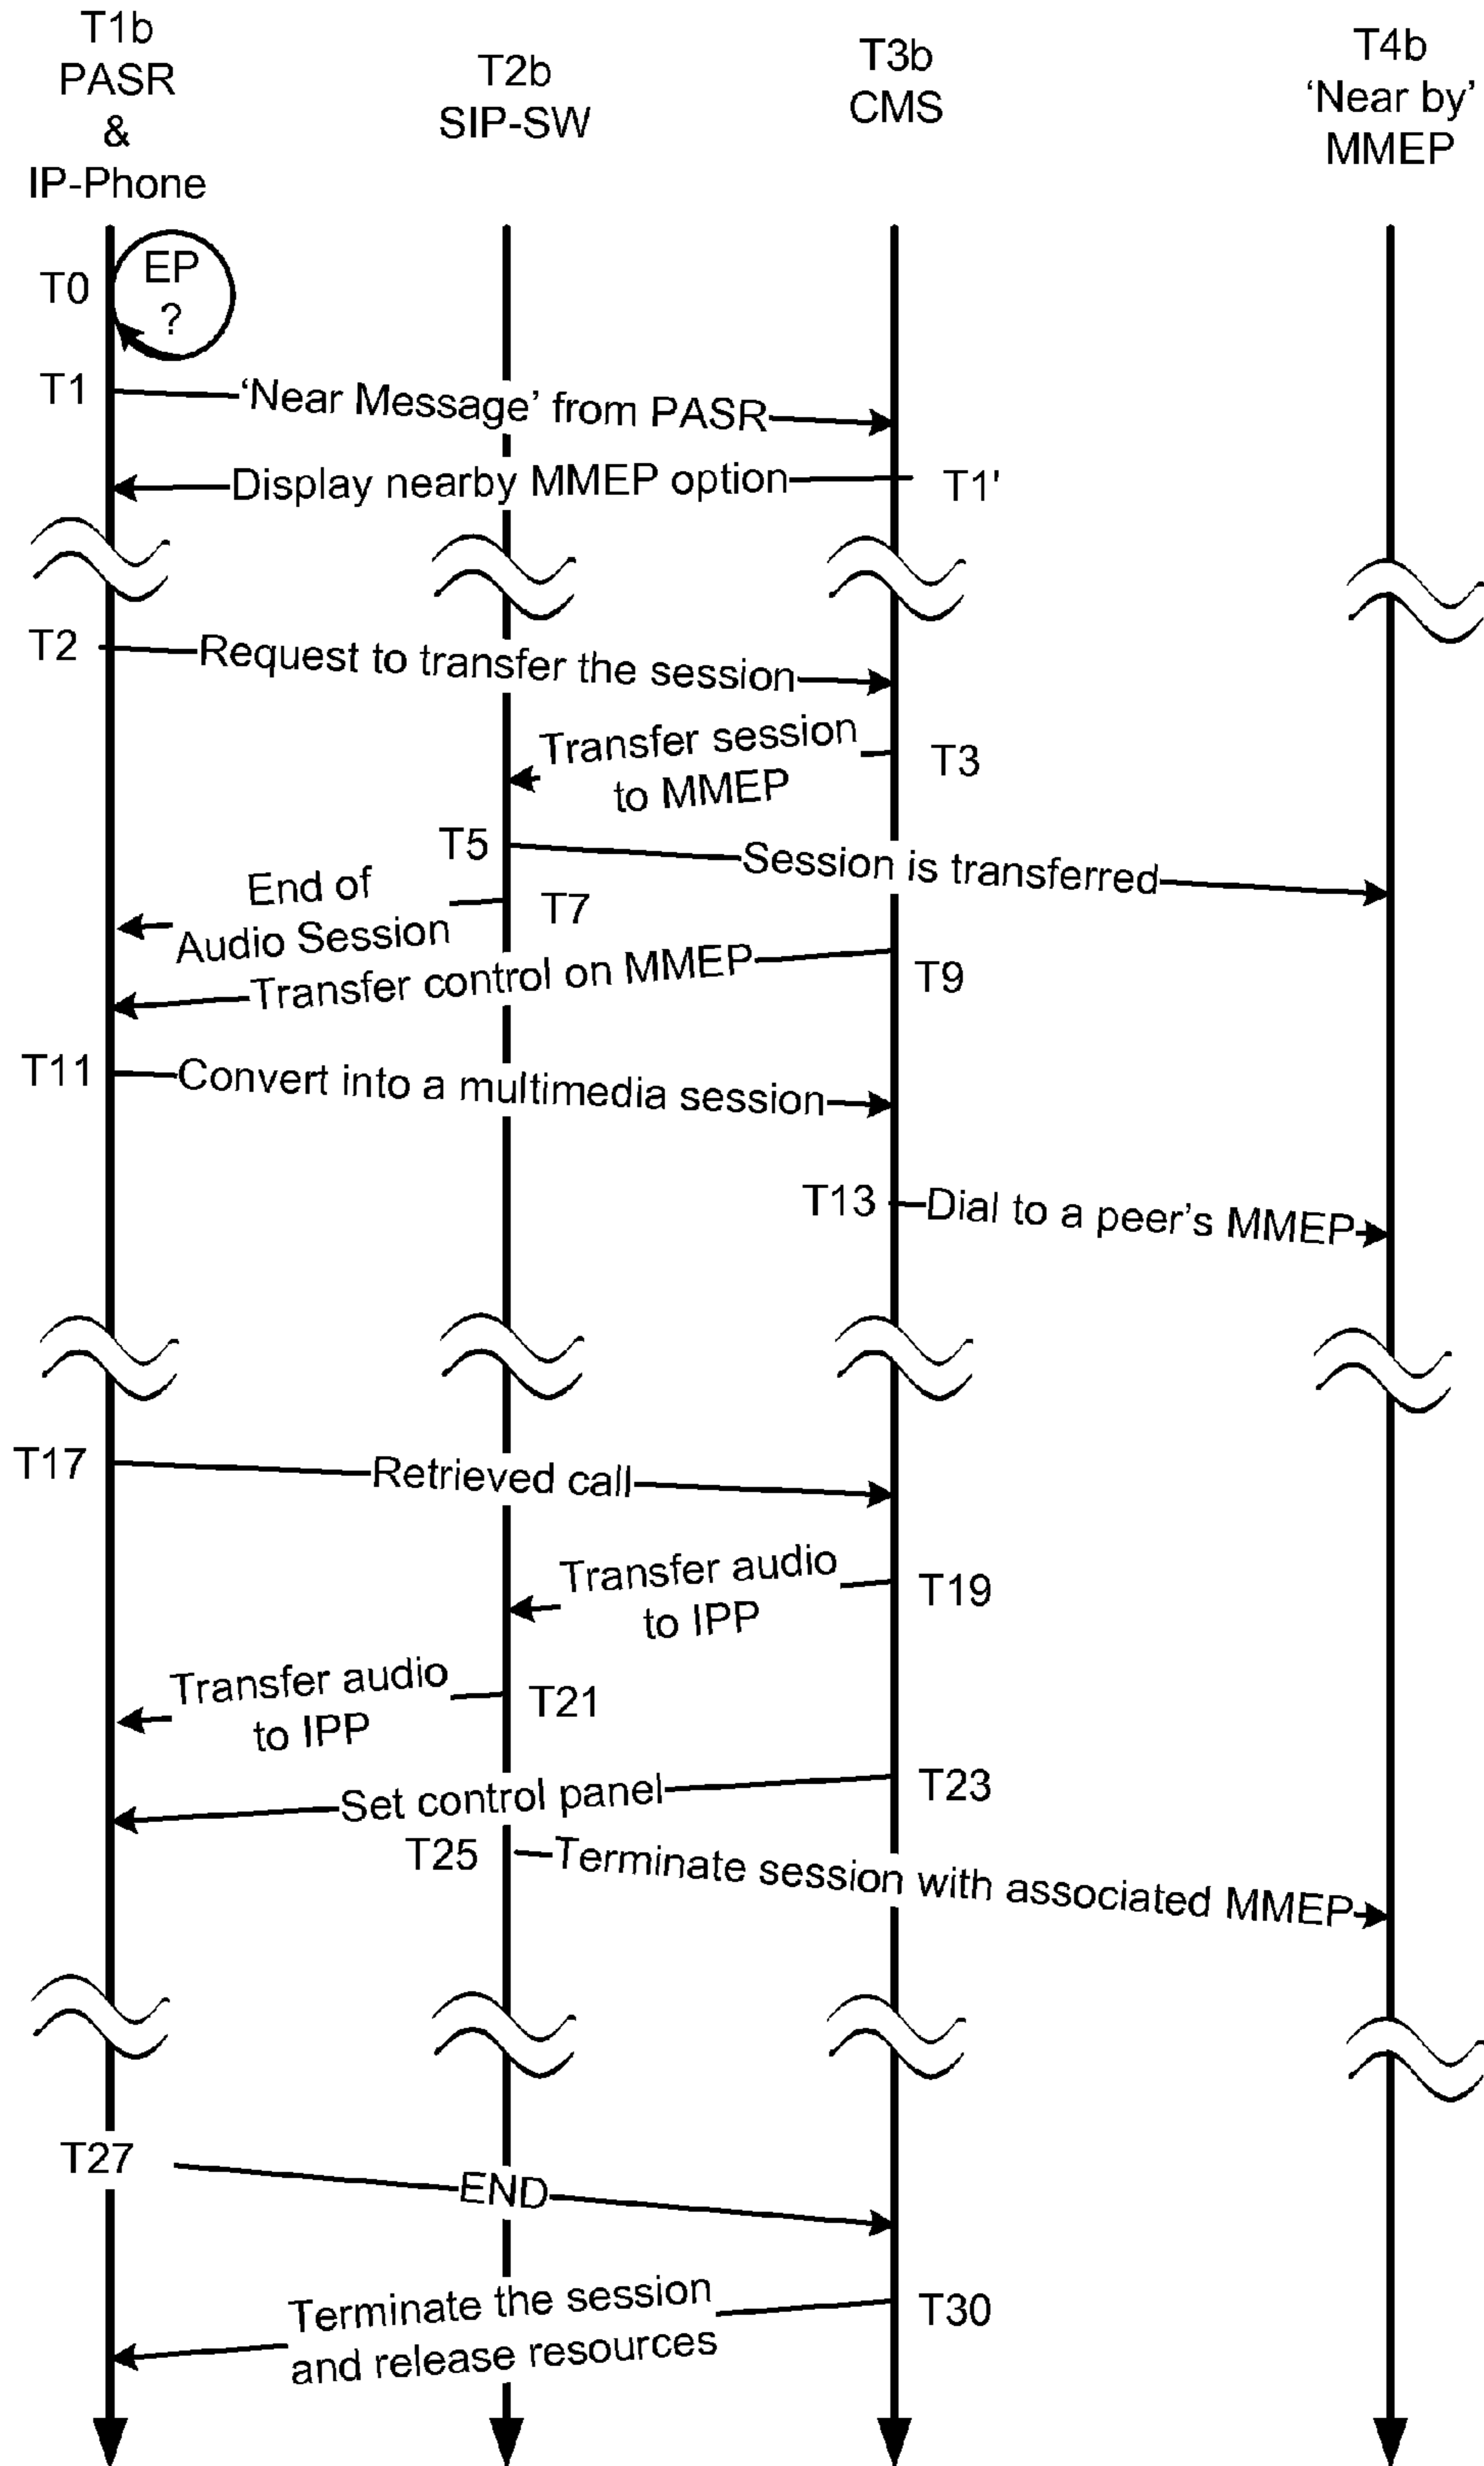 T1b
PASR
&
IP-Phone
T2b
SIP-SW
T3b
CMS
T4b
‘Near by’
MMEP
T0
EP
?
T1
‘Near Message’ from PASR
Display nearby MMEP option
T1'
T2
Request to transfer the session
Transfer session
to MMEP
T3
T5
Session is transferred
End of
Audio Session
T7
Transfer control on MMEP
T9
T11
Convert into a multimedia session
T13
Dial to a peer’s MMEP
T17
Retrieved call
Transfer audio
to IPP
T19
Transfer audio
to IPP
T21
Set control panel
T23
T25
Terminate session with associated MMEP
T27
END
Terminate the session
and release resources
T30